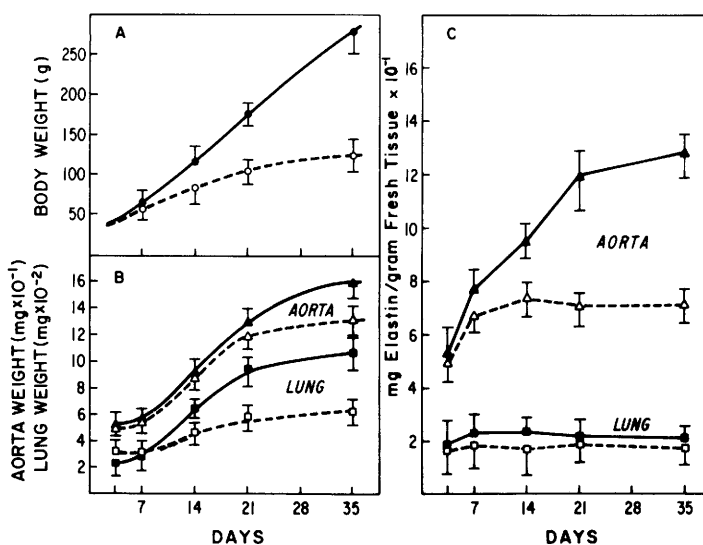 A
BODY WEIGHT (g)
250
200
150
100
50
B
AORTA WEIGHT (mg×10⁻¹)
LUNG WEIGHT (mg×10⁻²)
16
14
12
10
8
6
4
2
AORTA
LUNG
7 14 21 28 35
DAYS
C
mg Elastin/gram Fresh Tissue × 10⁻¹
16
14
12
10
8
6
4
2
AORTA
LUNG
7 14 21 28 35
DAYS